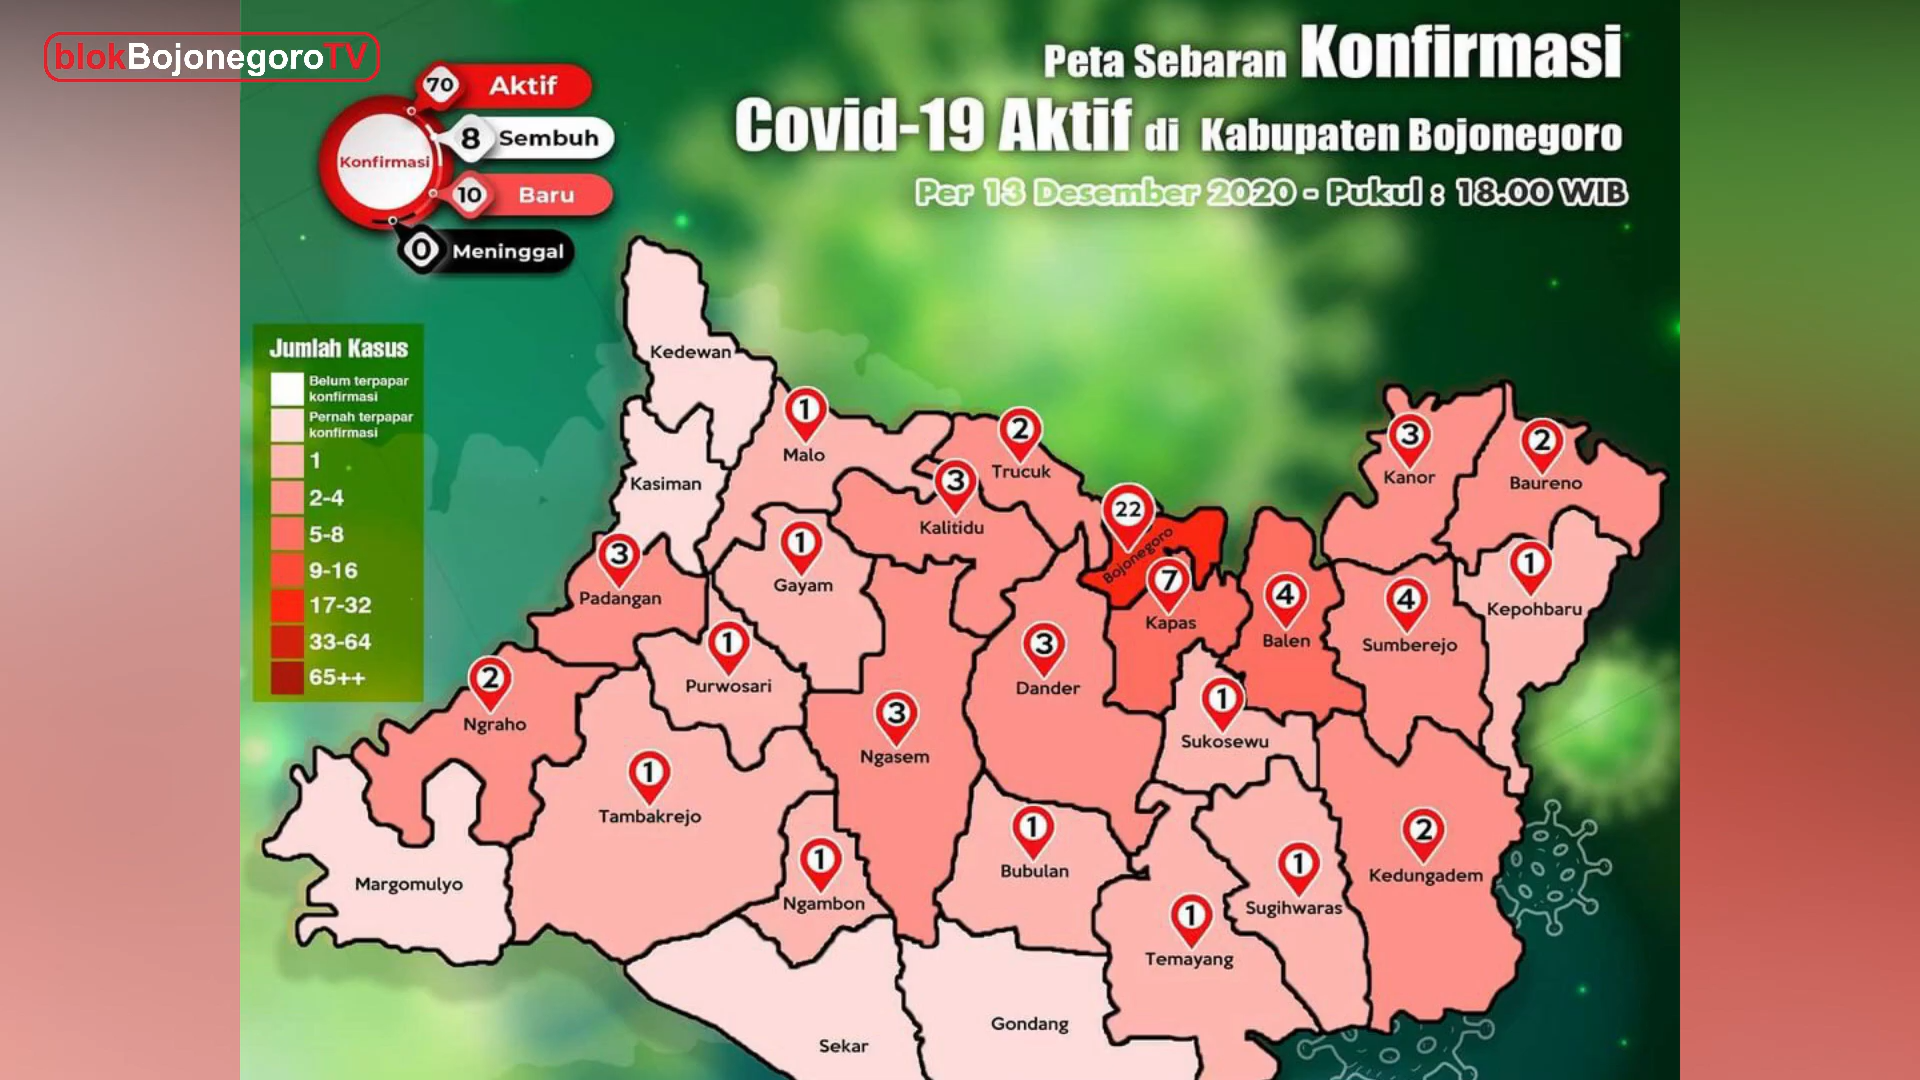 blokBojonegoroTV
Peta Sebaran Konfirmasi
Covid-19 Aktif di Kabupaten Bojonegoro
Per 13 Desember 2020 - Pukul : 18.00 WIB
Konfirmasi
70 Aktif
8 Sembuh
10 Baru
0 Meninggal
Jumlah Kasus
Belum terpapar
konfirmasi
Pernah terpapar
konfirmasi
1
2-4
5-8
9-16
17-32
33-64
65++
Kedewan
1
Malo
Kasiman
2
Trucuk
3
Kalitidu
3
Kanor
2
Baureno
22
Bojonegoro
7
Kapas
1
Gayam
3
Padangan
4
Balen
4
Sumberejo
1
Kepohbaru
1
Purwosari
3
Dander
2
Ngraho
3
Ngasem
1
Sukosewu
1
Tambakrejo
1
Bubulan
2
Kedungadem
Margomulyo
1
Ngambon
1
Sugihwaras
1
Temayang
Gondang
Sekar